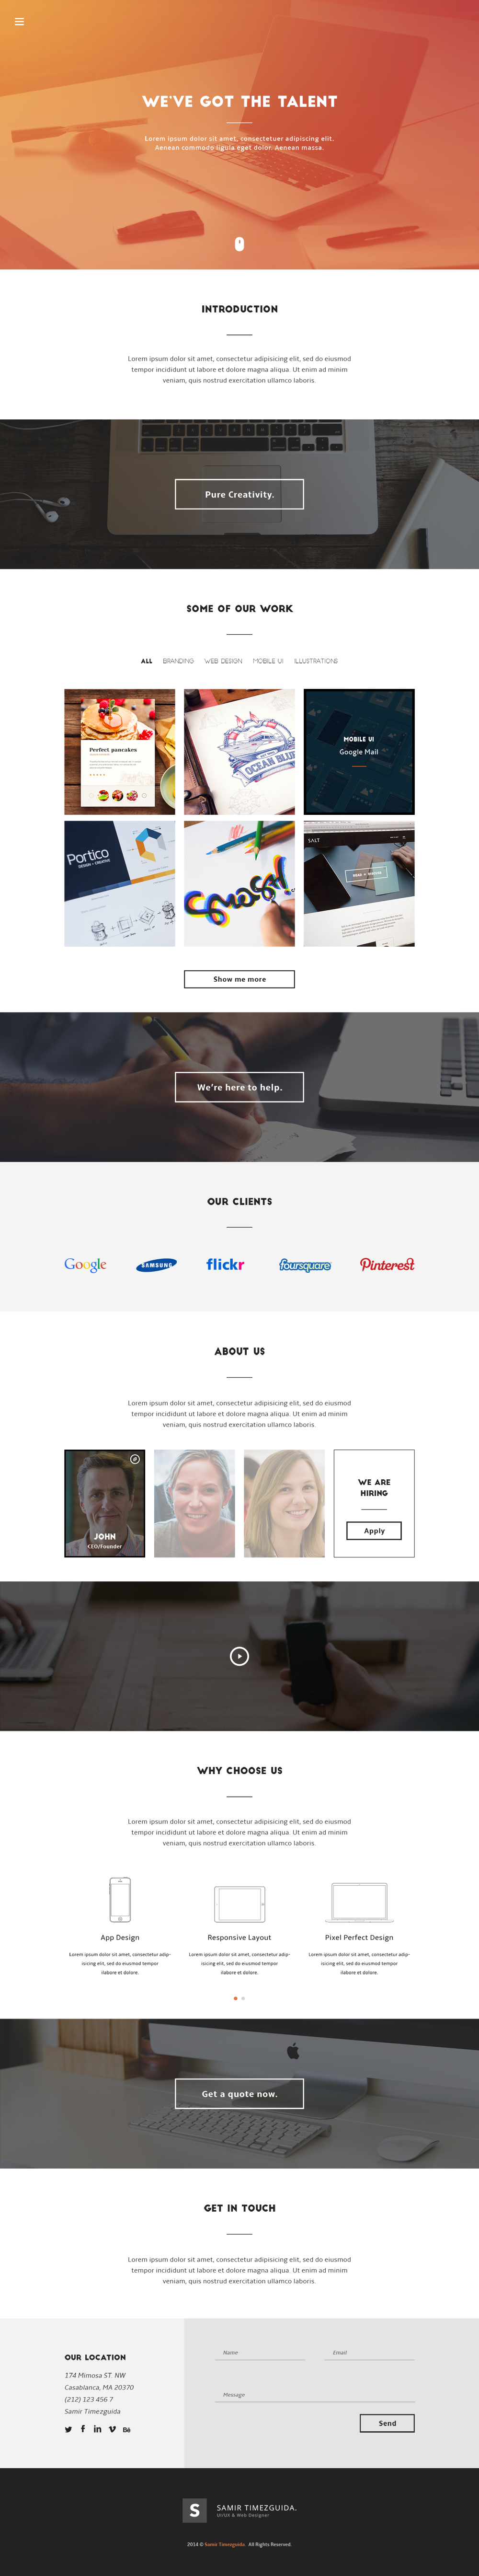 WE'VE GOT THE TALENT
Lorem ipsum dolor sit amet, consectetuer adipiscing elit.
Aenean commodo ligula eget dolor. Aenean massa.
INTRODUCTION
Lorem ipsum dolor sit amet, consectetur adipisicing elit, sed do eiusmod
tempor incididunt ut labore et dolore magna aliqua. Ut enim ad minim
veniam, quis nostrud exercitation ullamco laboris.
Pure Creativity.
SOME OF OUR WORK
ALL BRANDING WEB DESIGN MOBILE UI ILLUSTRATIONS
Perfect pancakes
OCEAN BLUE
MOBILE UI
Google Mail
Portico
DESIGN + CREATIVE
SALT
Show me more
We're here to help.
OUR CLIENTS
Google SAMSUNG flickr foursquare Pinterest
ABOUT US
Lorem ipsum dolor sit amet, consectetur adipisicing elit, sed do eiusmod
tempor incididunt ut labore et dolore magna aliqua. Ut enim ad minim
veniam, quis nostrud exercitation ullamco laboris.
JOHN
CEO/Founder
WE ARE
HIRING
Apply
WHY CHOOSE US
Lorem ipsum dolor sit amet, consectetur adipisicing elit, sed do eiusmod
tempor incididunt ut labore et dolore magna aliqua. Ut enim ad minim
veniam, quis nostrud exercitation ullamco laboris.
App Design
Lorem ipsum dolor sit amet, consectetur adip-
isicing elit, sed do eiusmod tempor
ilabore et dolore.
Responsive Layout
Lorem ipsum dolor sit amet, consectetur adip-
isicing elit, sed do eiusmod tempor
ilabore et dolore.
Pixel Perfect Design
Lorem ipsum dolor sit amet, consectetur adip-
isicing elit, sed do eiusmod tempor
ilabore et dolore.
Get a quote now.
GET IN TOUCH
Lorem ipsum dolor sit amet, consectetur adipisicing elit, sed do eiusmod
tempor incididunt ut labore et dolore magna aliqua. Ut enim ad minim
veniam, quis nostrud exercitation ullamco laboris.
OUR LOCATION
174 Mimosa ST. NW
Casablanca, MA 20370
(212) 123 456 7
Samir Timezguida
Bē
Name
Email
Message
Send
S
SAMIR TIMEZGUIDA.
UI/UX & Web Designer
2014 © Samir Timezguida. All Rights Reserved.